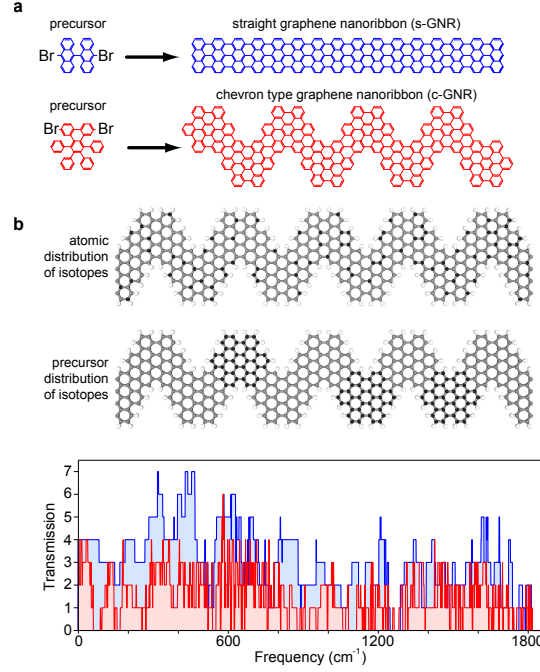 a
precursor
straight graphene nanoribbon (s-GNR)
Br
Br
precursor
chevron type graphene nanoribbon (c-GNR)
Br
Br
b
atomic
distribution
of isotopes
precursor
distribution
of isotopes
7
6
5
4
3
2
1
0
Transmission
0
600
1200
1800
Frequency (cm-1)